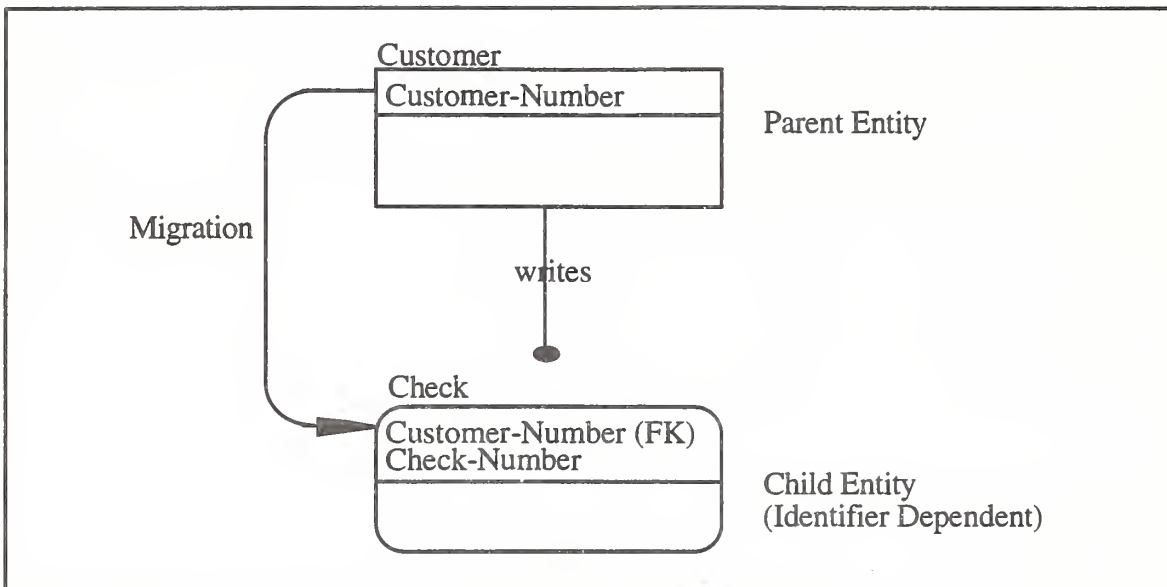 Customer
Customer-Number
Parent Entity
Migration
writes
Check
Customer-Number (FK)
Check-Number
Child Entity
(Identifier Dependent)